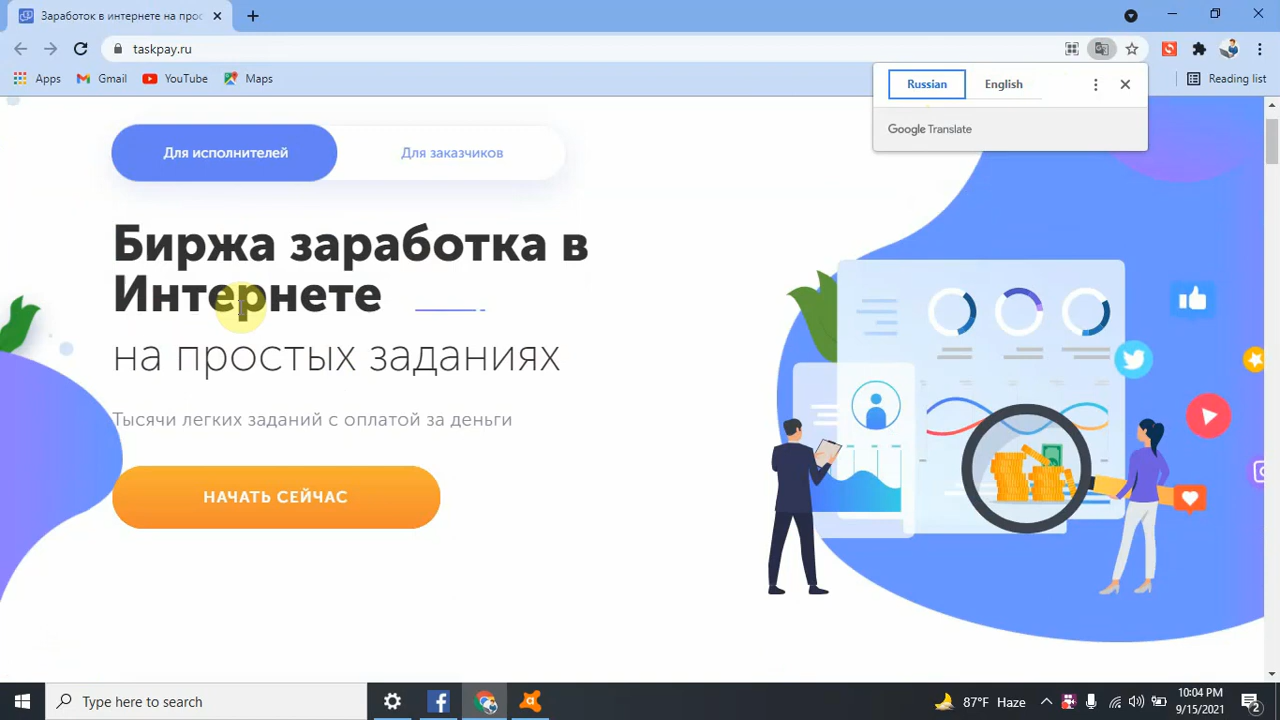 Заработок в интернете на прос
taskpay.ru
Apps
Gmail
YouTube
Maps
Reading list
Russian
English
Google Translate
Для исполнителей
Для заказчиков
Биржа заработка в
Интернете
на простых заданиях
Тысячи легких заданий с оплатой за деньги
НАЧАТЬ СЕЙЧАС
Type here to search
87°F Haze
10:04 PM
9/15/2021
2